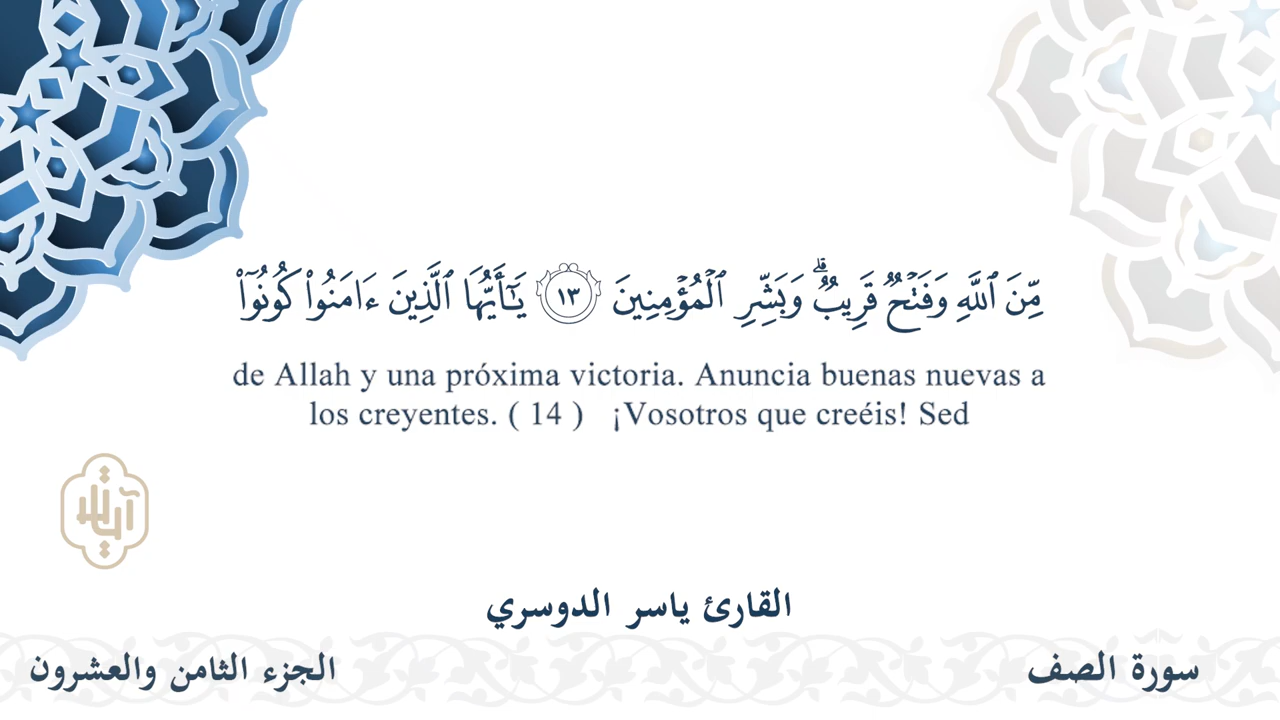 مِّنَ ٱللَّهِ وَفَتْحٌ قَرِيبٌ ۗ وَبَشِّرِ ٱلْمُؤْمِنِينَ ١٣ يَـٰٓأَيُّهَا ٱلَّذِينَ ءَامَنُوا۟ كُونُوٓا۟
de Allah y una próxima victoria. Anuncia buenas nuevas a
los creyentes. ( 14 ) ¡Vosotros que creéis! Sed
القارئ ياسر الدوسري
سورة الصف
الجزء الثامن والعشرون